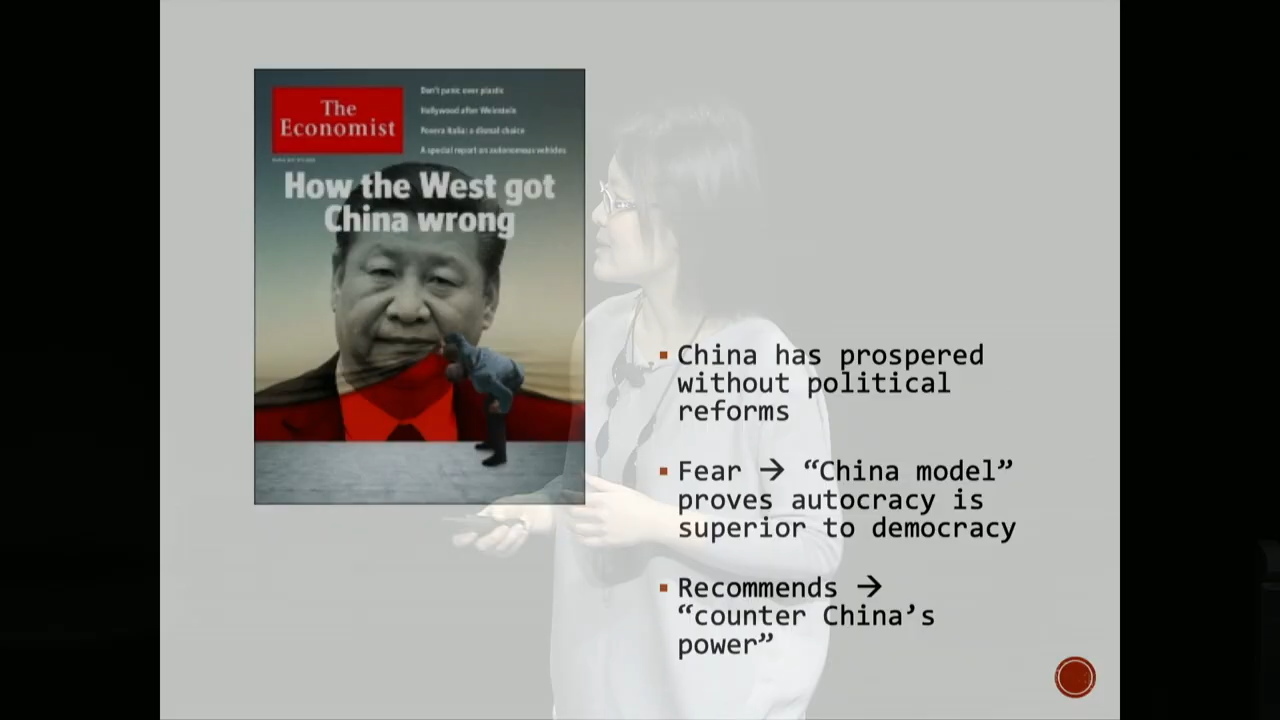 The
Economist
Don't panic over plastic
Hollywood after Weinstein
Povera Italia: a dismal choice
A special report on autonomous vehicles
How the West got
China wrong
▪ China has prospered
without political
reforms
▪ Fear → “China model”
proves autocracy is
superior to democracy
▪ Recommends →
“counter China’s
power”